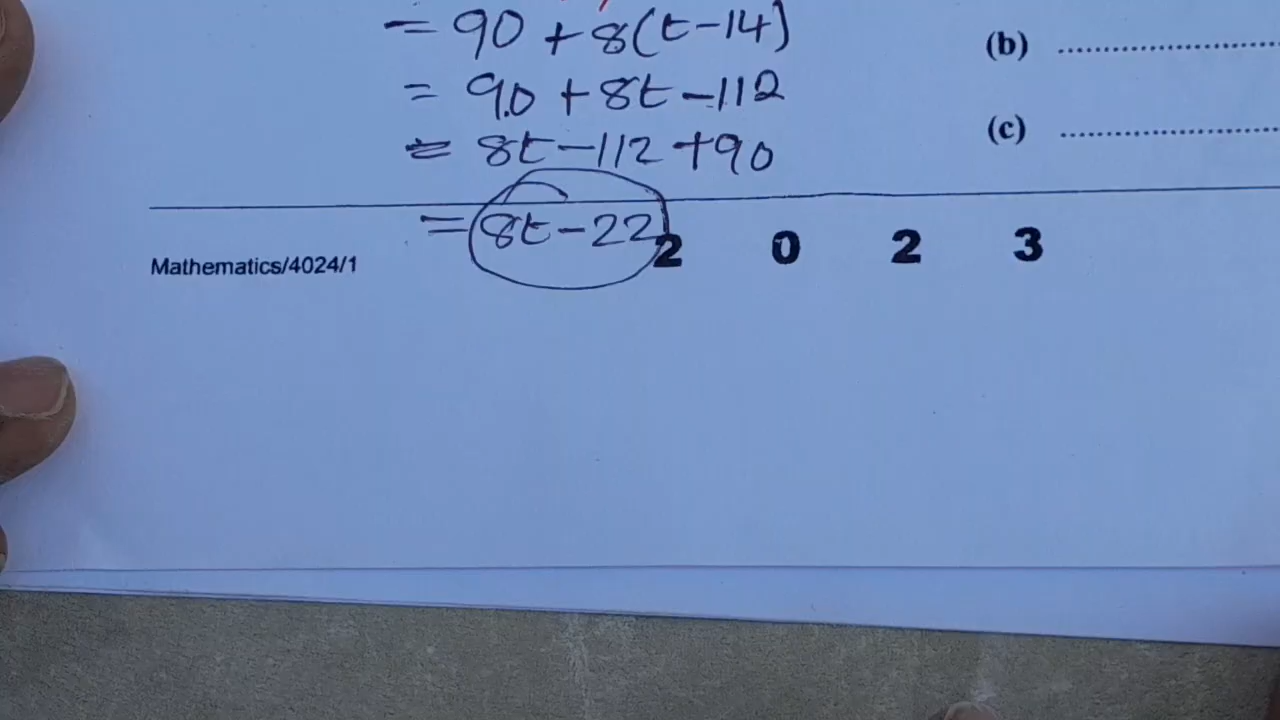 = 90 + 8(t-14)
(b) ........................
= 90 + 8t - 112
(c) ........................
= 8t - 112 + 90
= 8t - 22
Mathematics/4024/1 2 0 2 3